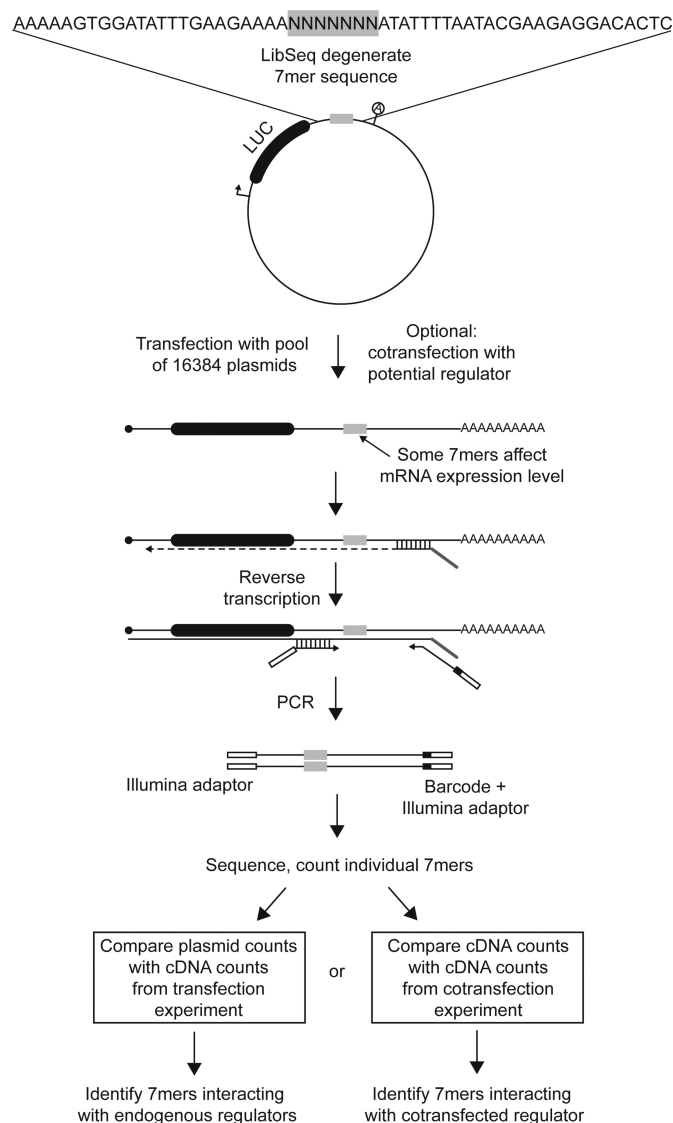 AAAAAGTGGATATTTGAAGAAAANNNNNNNATATTTTAATACGAAGAGGACACTC
LibSeq degenerate
7mer sequence
A
LUC
Transfection with pool
of 16384 plasmids
Optional:
cotransfection with
potential regulator
AAAAAAAAAA
Some 7mers affect
mRNA expression level
AAAAAAAAAA
Reverse
transcription
AAAAAAAAAA
PCR
Illumina adaptor
Barcode +
Illumina adaptor
Sequence, count individual 7mers
Compare plasmid counts
with cDNA counts
from transfection
experiment
or
Compare cDNA counts
with cDNA counts
from cotransfection
experiment
Identify 7mers interacting
with endogenous regulators
Identify 7mers interacting
with cotransfected regulator